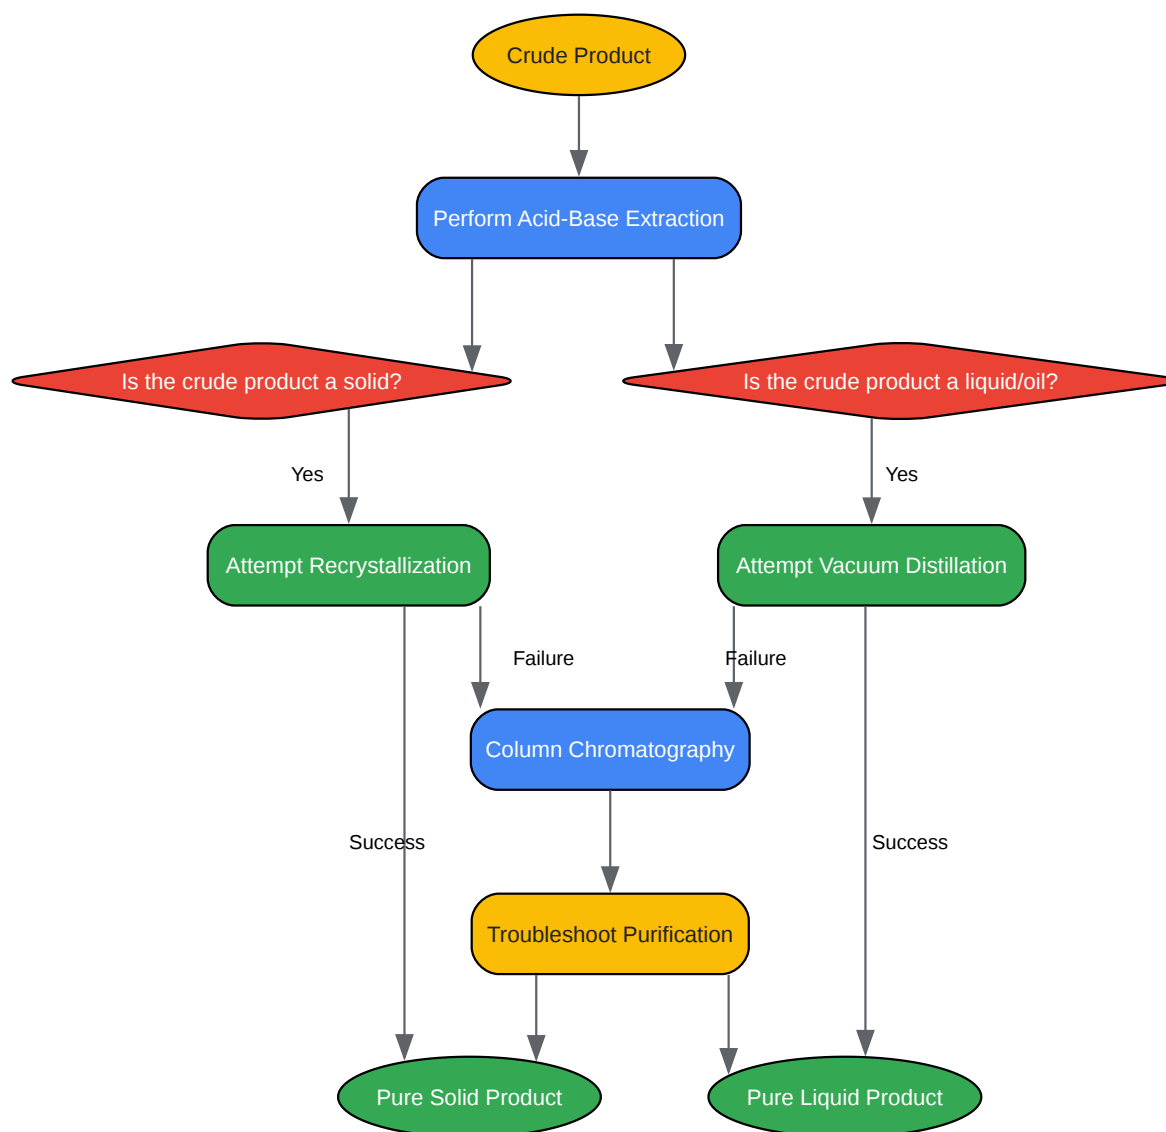 Crude Product
Perform Acid-Base Extraction
Is the crude product a solid?
Is the crude product a liquid/oil?
Yes
Yes
Attempt Recrystallization
Attempt Vacuum Distillation
Failure
Failure
Column Chromatography
Success
Success
Troubleshoot Purification
Pure Solid Product
Pure Liquid Product